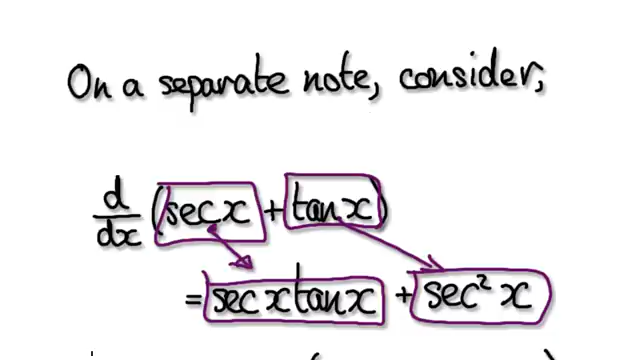 On a separate note, consider,
d/dx (sec x + tan x)
= sec x tan x + sec² x